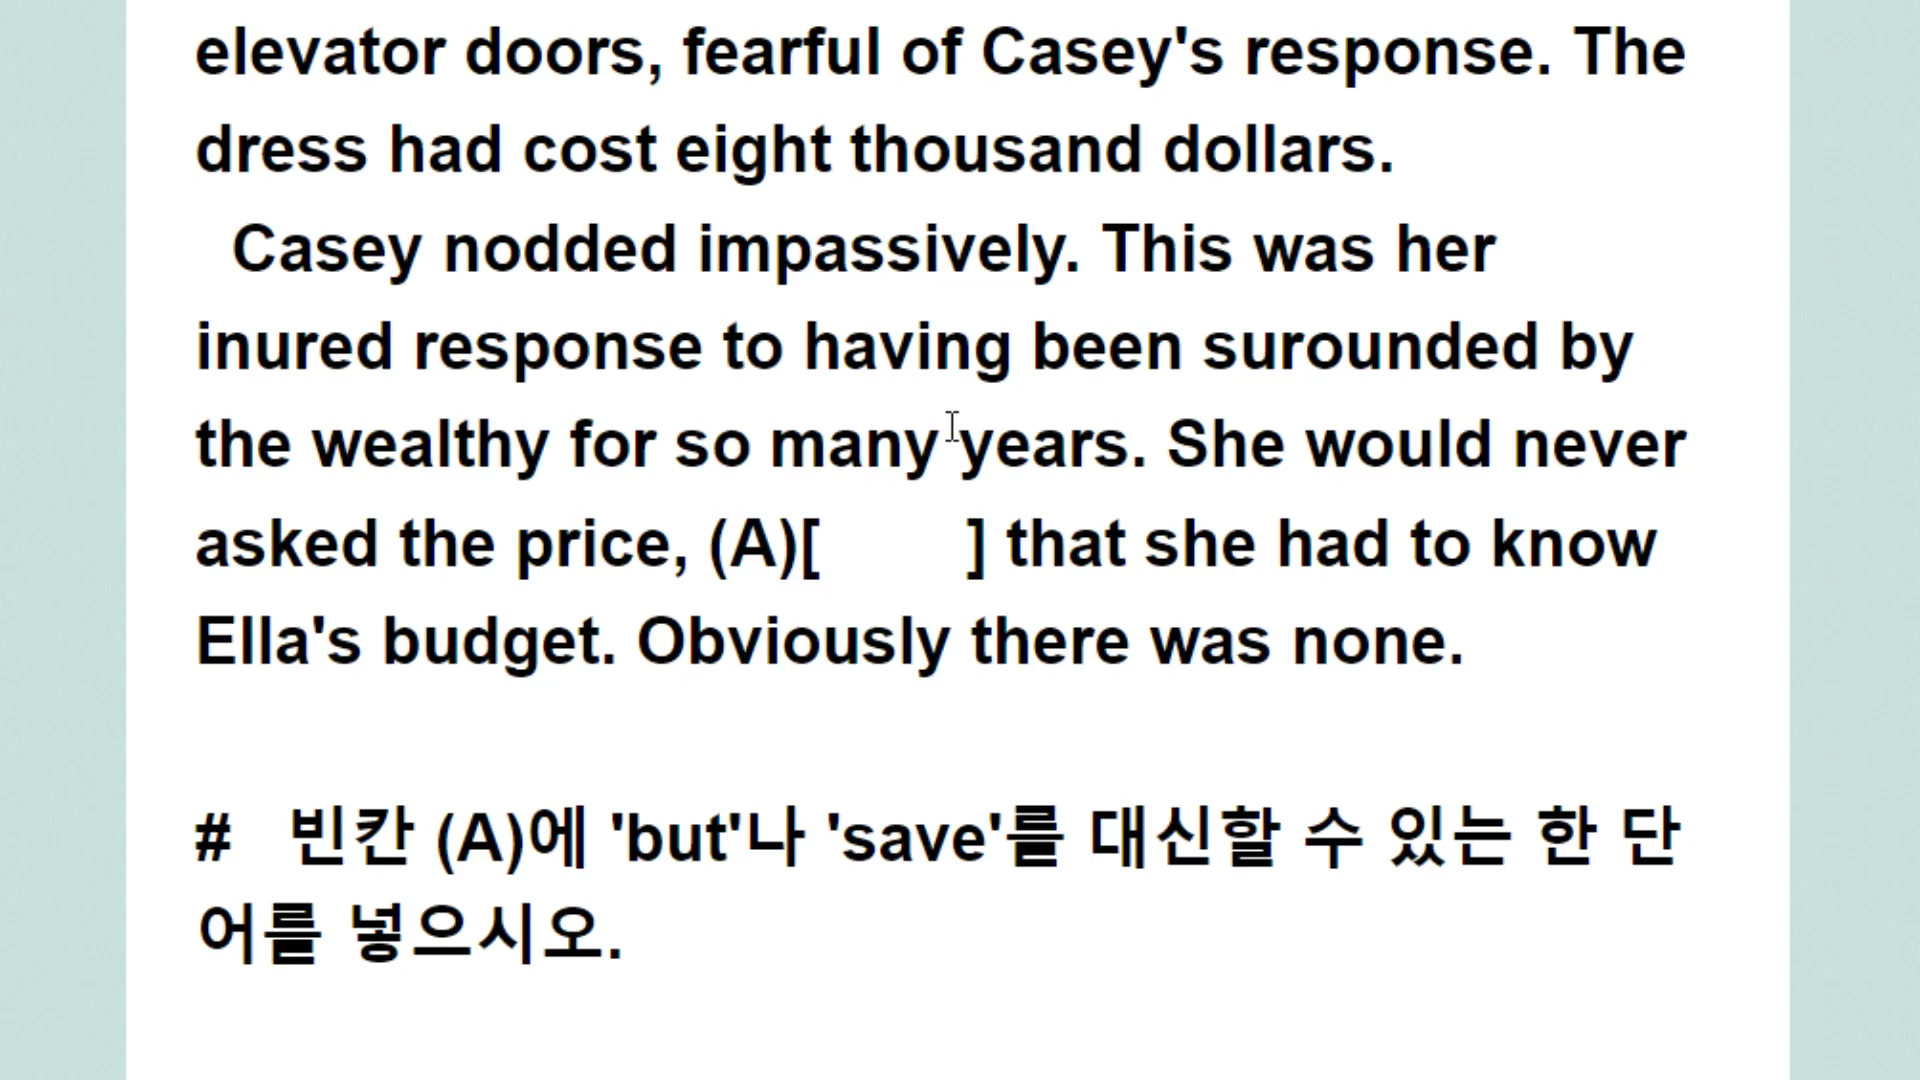 elevator doors, fearful of Casey's response. The
dress had cost eight thousand dollars.
Casey nodded impassively. This was her
inured response to having been surounded by
the wealthy for so many years. She would never
asked the price, (A)[ ] that she had to know
Ella's budget. Obviously there was none.
# 빈칸 (A)에 'but'나 'save'를 대신할 수 있는 한 단
어를 넣으시오.